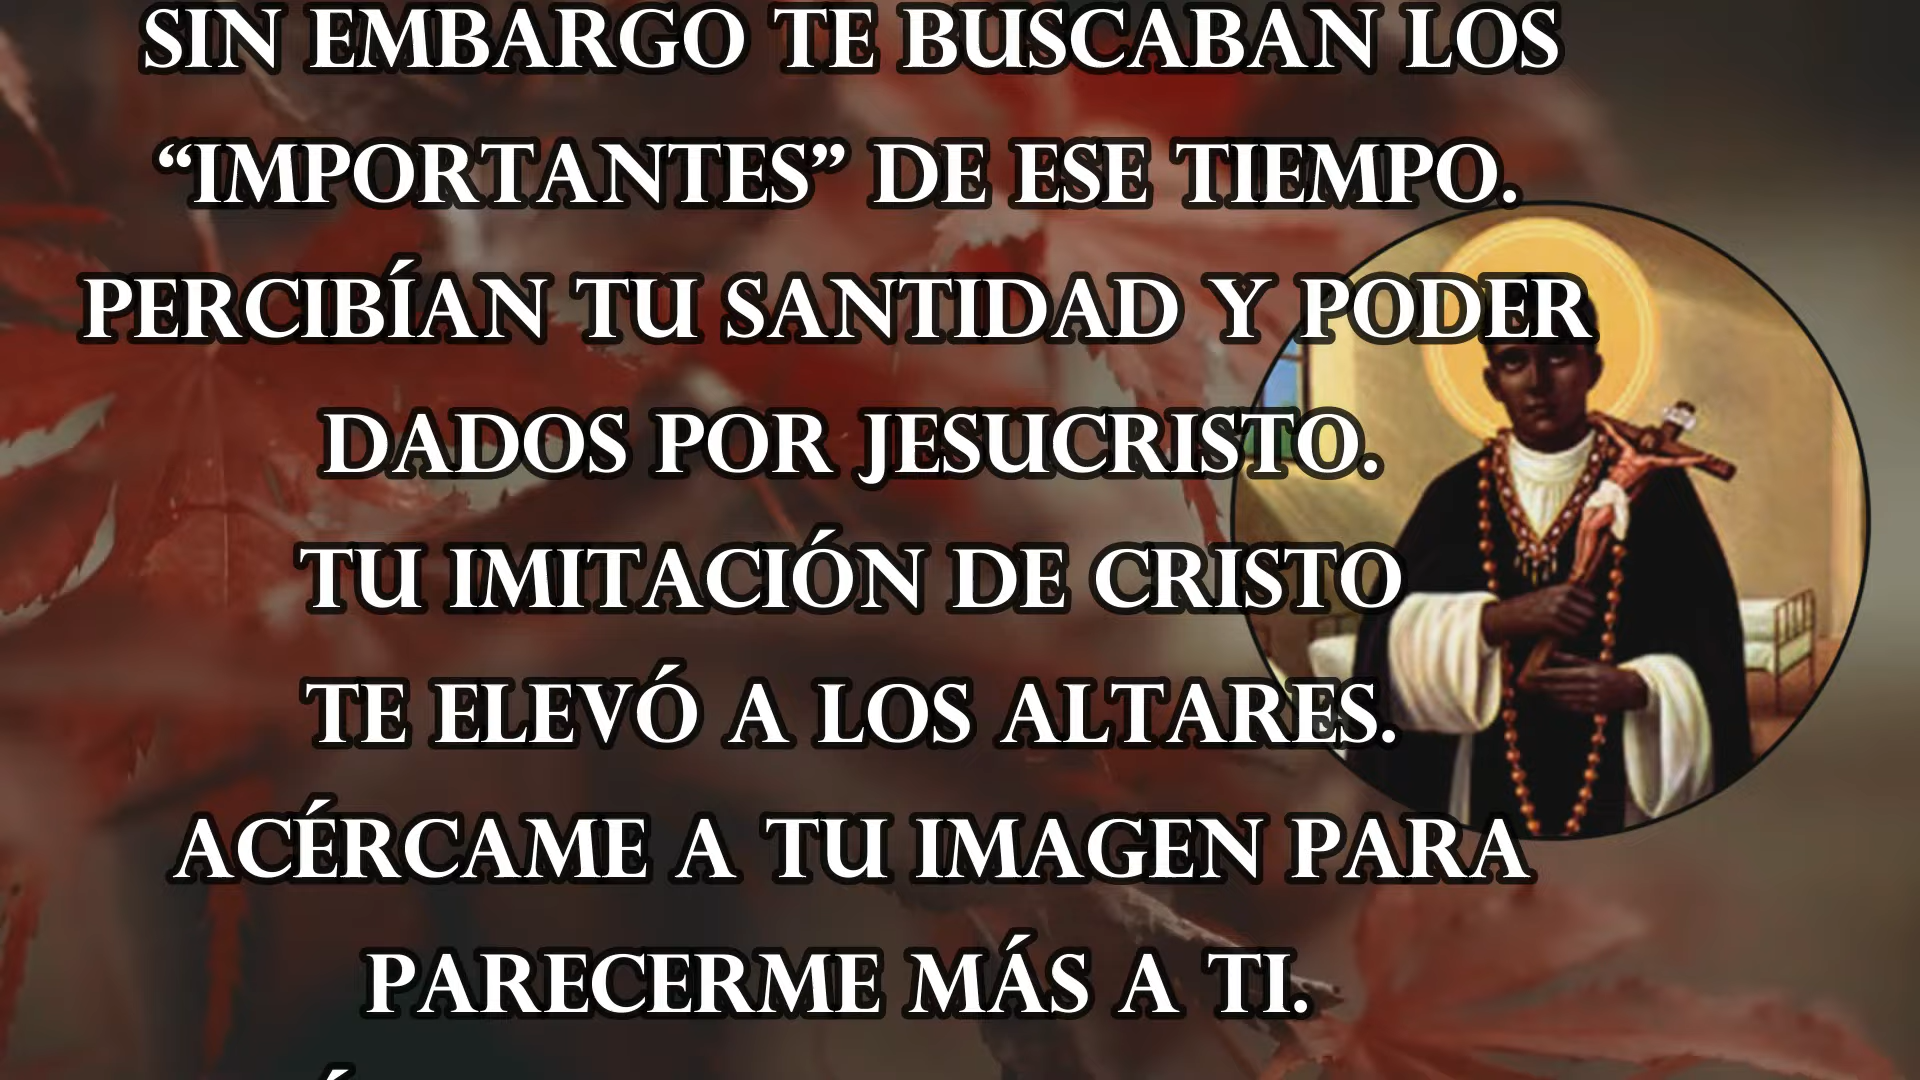 SIN EMBARGO TE BUSCABAN LOS
“IMPORTANTES” DE ESE TIEMPO.
PERCIBÍAN TU SANTIDAD Y PODER
DADOS POR JESUCRISTO.
TU IMITACIÓN DE CRISTO
TE ELEVÓ A LOS ALTARES.
ACÉRCAME A TU IMAGEN PARA
PARECERME MÁS A TI.